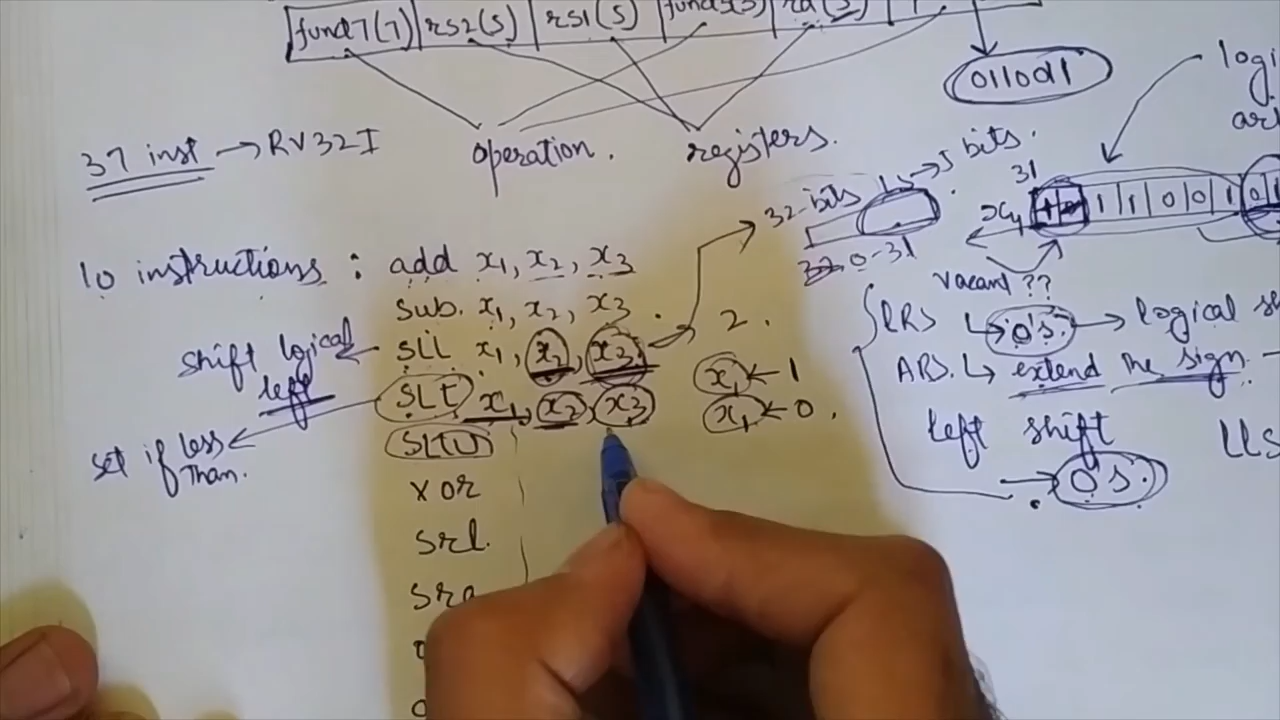 funct7(7) rs2(5) rs1(5) funct3(3) rd(5)
0110011
logi
ari
37 inst → RV32I
operation.
registers.
32-bits
5 bits.
0-31
31
x4
1 1 0 0 1 0
vacant ??
10 instructions : add x1, x2, x3
sub. x1, x2, x3
shift logical left
sll x1, x2, x3.
2.
SLT x1, x2, x3
x1 ← 1
x1 ← 0.
set if less than.
SLTU
xor
srl.
sra
LRS ↳ 0's. → logical s
ARS. ↳ extend the sign
left shift
LLS
→ 0's.